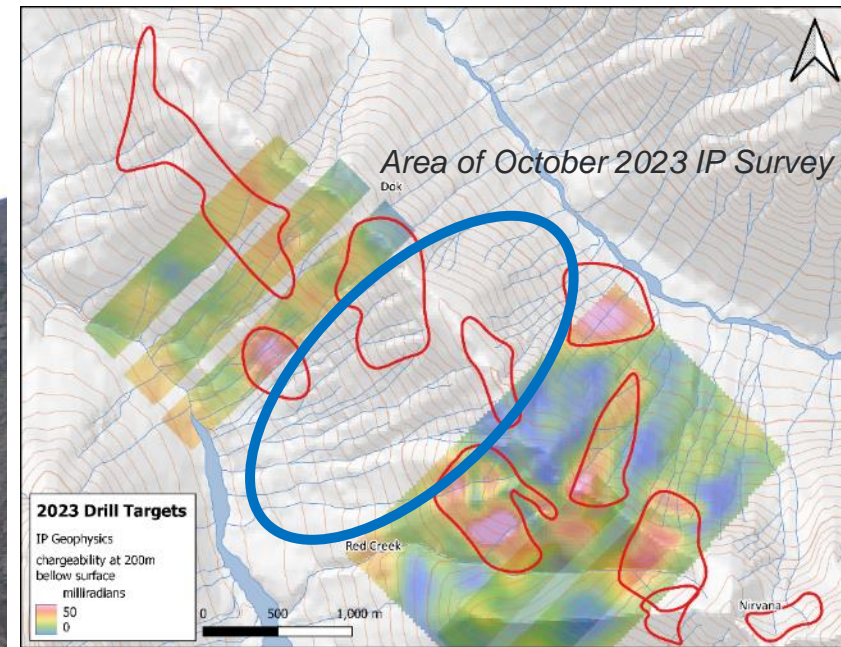 Area of October 2023 IP Survey
Dok
Red Creek
Nirvana
2023 Drill Targets
IP Geophysics
chargeability at 200m
bellow surface
milliradians
50
0
0 500 1,000 m